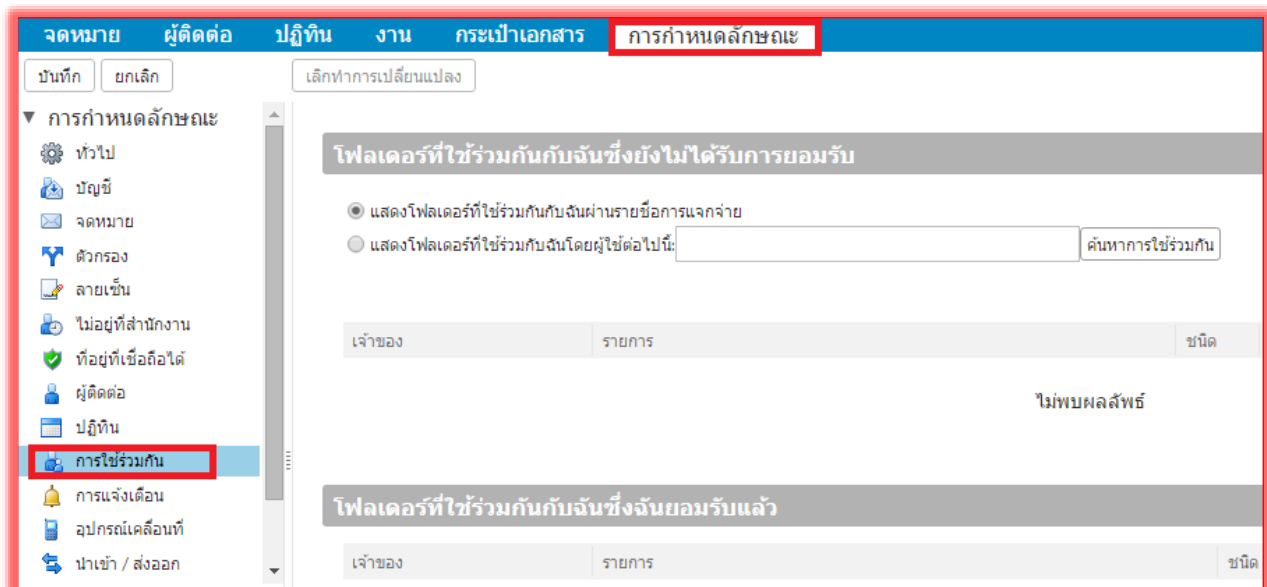 จดหมาย ผู้ติดต่อ ปฏิทิน งาน กระเป๋าเอกสาร การกำหนดลักษณะ
บันทึก ยกเลิก เลิกทำการเปลี่ยนแปลง
การกำหนดลักษณะ
ทั่วไป
บัญชี
จดหมาย
ตัวกรอง
ลายเซ็น
ไม่อยู่ที่สำนักงาน
ที่อยู่ที่เชื่อถือได้
ผู้ติดต่อ
ปฏิทิน
การใช้ร่วมกัน
การแจ้งเตือน
อุปกรณ์เคลื่อนที่
นำเข้า / ส่งออก
โฟลเดอร์ที่ใช้ร่วมกันกับฉันซึ่งยังไม่ได้รับการยอมรับ
แสดงโฟลเดอร์ที่ใช้ร่วมกันกับฉันผ่านรายชื่อการแจกจ่าย
แสดงโฟลเดอร์ที่ใช้ร่วมกับฉันโดยผู้ใช้ต่อไปนี้: ค้นหาการใช้ร่วมกัน
เจ้าของ รายการ ชนิด
ไม่พบผลลัพธ์
โฟลเดอร์ที่ใช้ร่วมกันกับฉันซึ่งฉันยอมรับแล้ว
เจ้าของ รายการ ชนิด